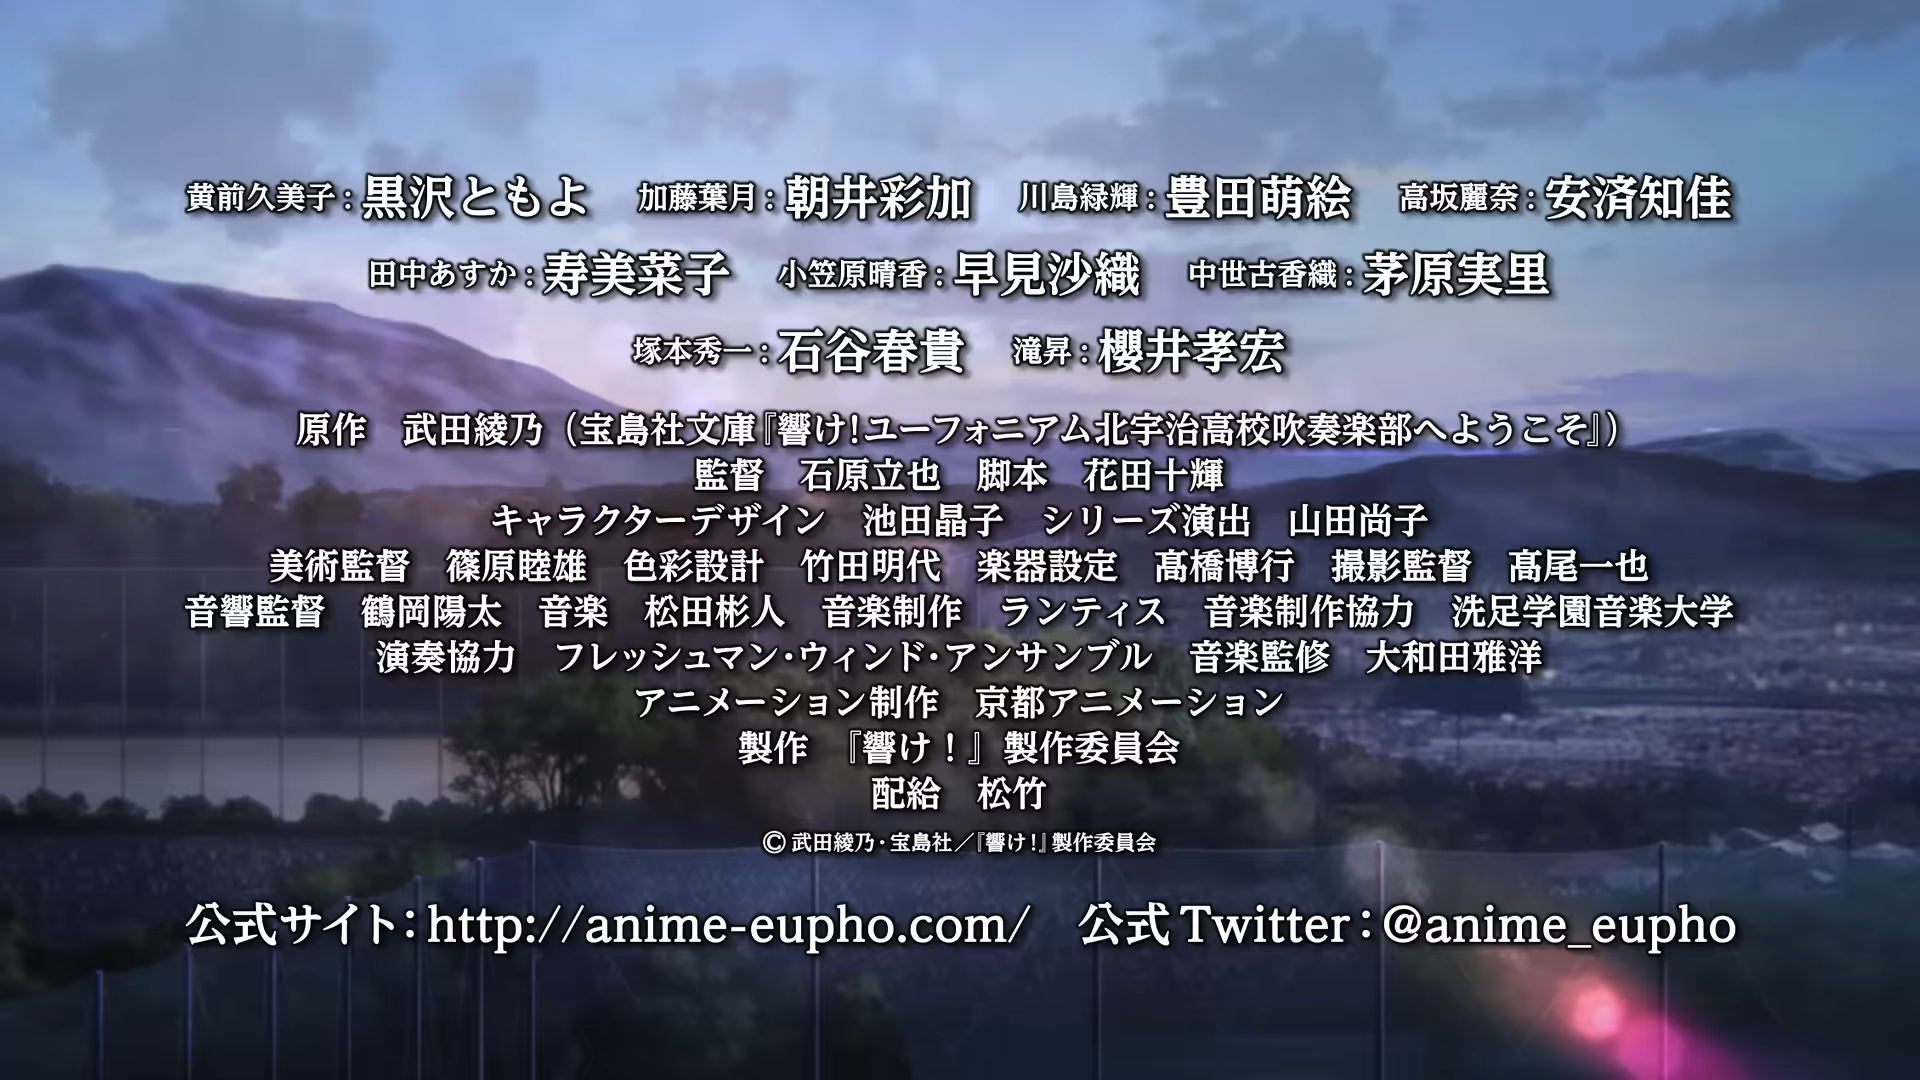 黄前久美子：黒沢ともよ　加藤葉月：朝井彩加　川島緑輝：豊田萌絵　高坂麗奈：安済知佳
田中あすか：寿美菜子　小笠原晴香：早見沙織　中世古香織：茅原実里
塚本秀一：石谷春貴　滝昇：櫻井孝宏
原作　武田綾乃（宝島社文庫『響け！ユーフォニアム北宇治高校吹奏楽部へようこそ』）
監督　石原立也　脚本　花田十輝
キャラクターデザイン　池田晶子　シリーズ演出　山田尚子
美術監督　篠原睦雄　色彩設計　竹田明代　楽器設定　髙橋博行　撮影監督　髙尾一也
音響監督　鶴岡陽太　音楽　松田彬人　音楽制作　ランティス　音楽制作協力　洗足学園音楽大学
演奏協力　フレッシュマン・ウィンド・アンサンブル　音楽監修　大和田雅洋
アニメーション制作　京都アニメーション
製作　『響け！』製作委員会
配給　松竹
©武田綾乃・宝島社／『響け！』製作委員会
公式サイト：http://anime-eupho.com/　公式Twitter：@anime_eupho